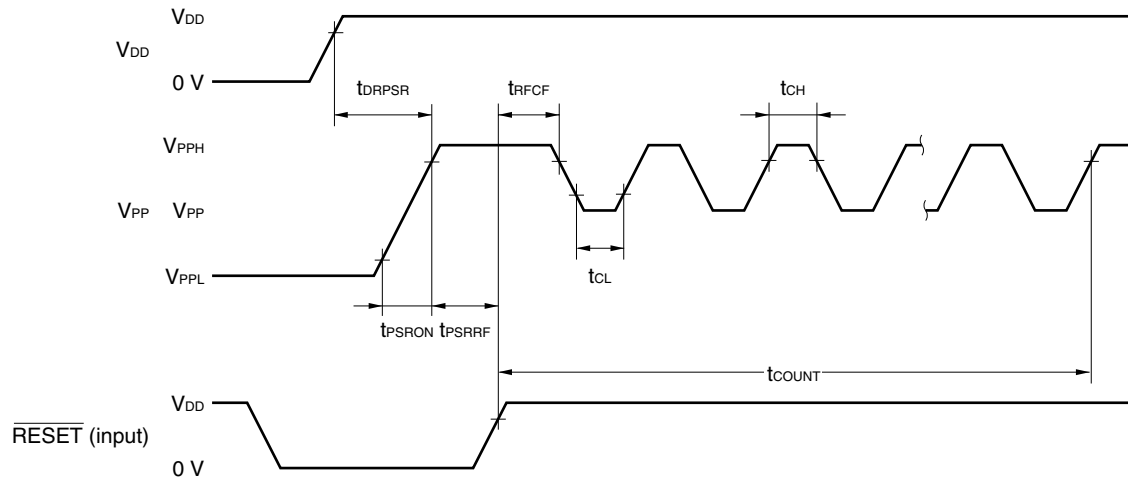 VDD
VDD
0 V
tDRPSR
tRFCF
tCH
VPPH
VPP VPP
tCL
VPPL
tPSRON tPSRRF
tCOUNT
VDD
RESET (input)
0 V